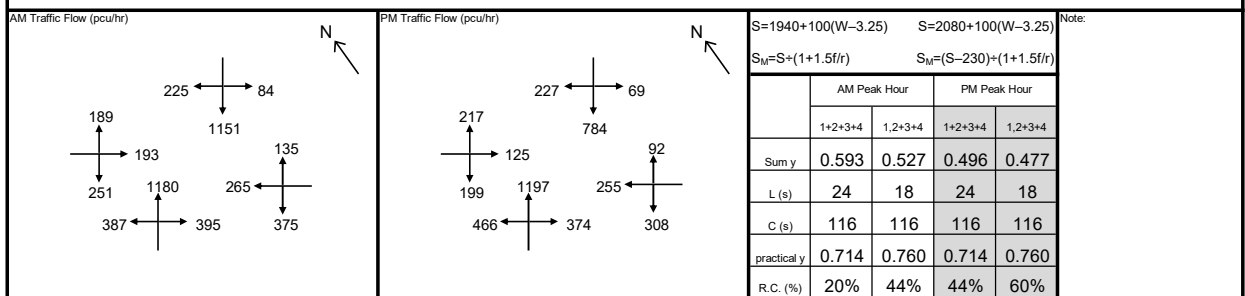 AM Traffic Flow (pcu/hr)
N
225
84
1151
189
193
251
135
265
375
1180
387
395
PM Traffic Flow (pcu/hr)
N
227
69
784
217
125
199
92
255
308
1197
466
374
S=1940+100(W–3.25) S=2080+100(W–3.25)
SM=S÷(1+1.5f/r) SM=(S–230)÷(1+1.5f/r)
AM Peak Hour PM Peak Hour
1+2+3+4 1,2+3+4 1+2+3+4 1,2+3+4
Sum y 0.593 0.527 0.496 0.477
L (s) 24 18 24 18
C (s) 116 116 116 116
practical y 0.714 0.760 0.714 0.760
R.C. (%) 20% 44% 44% 60%
Note: